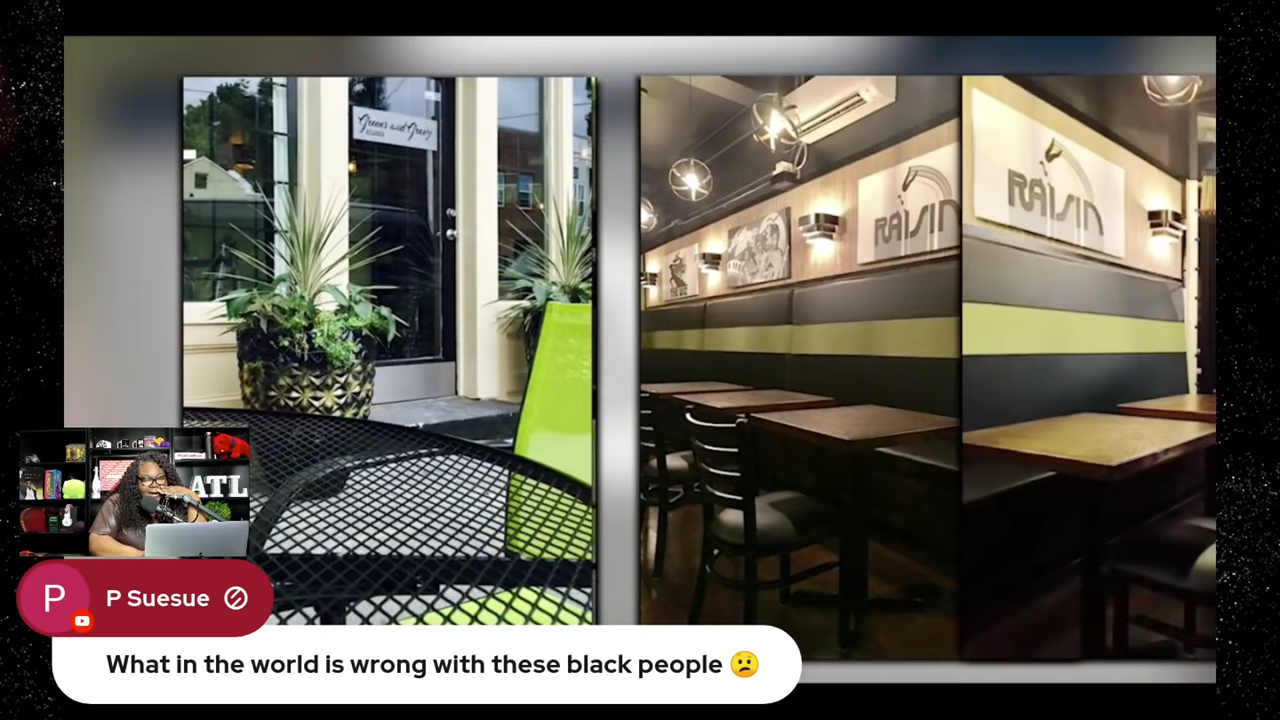 Greens and Gravy
ATLANTA
RAISIN
RAISIN
ATL
P
P Suesue
What in the world is wrong with these black people 😕